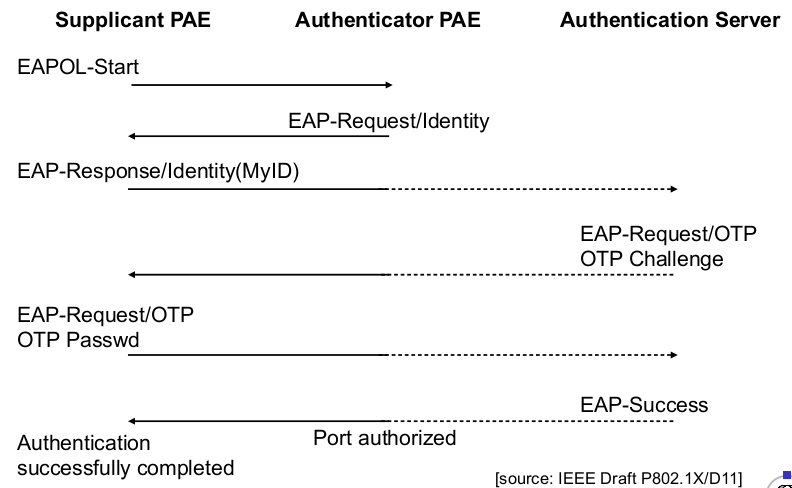 Supplicant PAE Authenticator PAE Authentication Server
EAPOL-Start
EAP-Request/Identity
EAP-Response/Identity(MyID)
EAP-Request/OTP
OTP Challenge
EAP-Request/OTP
OTP Passwd
EAP-Success
Port authorized
Authentication
successfully completed
[source: IEEE Draft P802.1X/D11]